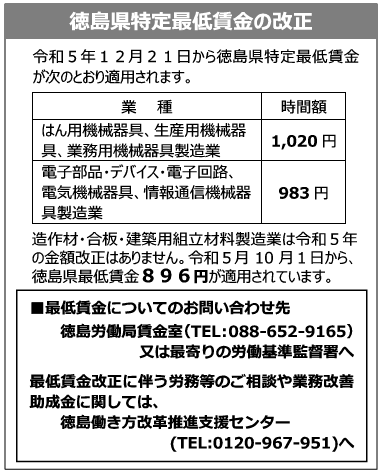 徳島県特定最低賃金の改正
令和５年１２月２１日から徳島県特定最低賃金
が次のとおり適用されます。
業　種
時間額
はん用機械器具、生産用機械器
具、業務用機械器具製造業
1,020 円
電子部品・デバイス・電子回路、
電気機械器具、情報通信機械器
具製造業
983 円
造作材・合板・建築用組立材料製造業は令和５年
の金額改正はありません。令和５月 10 月１日から、
徳島県最低賃金８９６円が適用されています。
■最低賃金についてのお問い合わせ先
徳島労働局賃金室（TEL:088-652-9165）
又は最寄りの労働基準監督署へ
最低賃金改正に伴う労務等のご相談や業務改善
助成金に関しては、
徳島働き方改革推進支援センター
(TEL:0120-967-951)へ